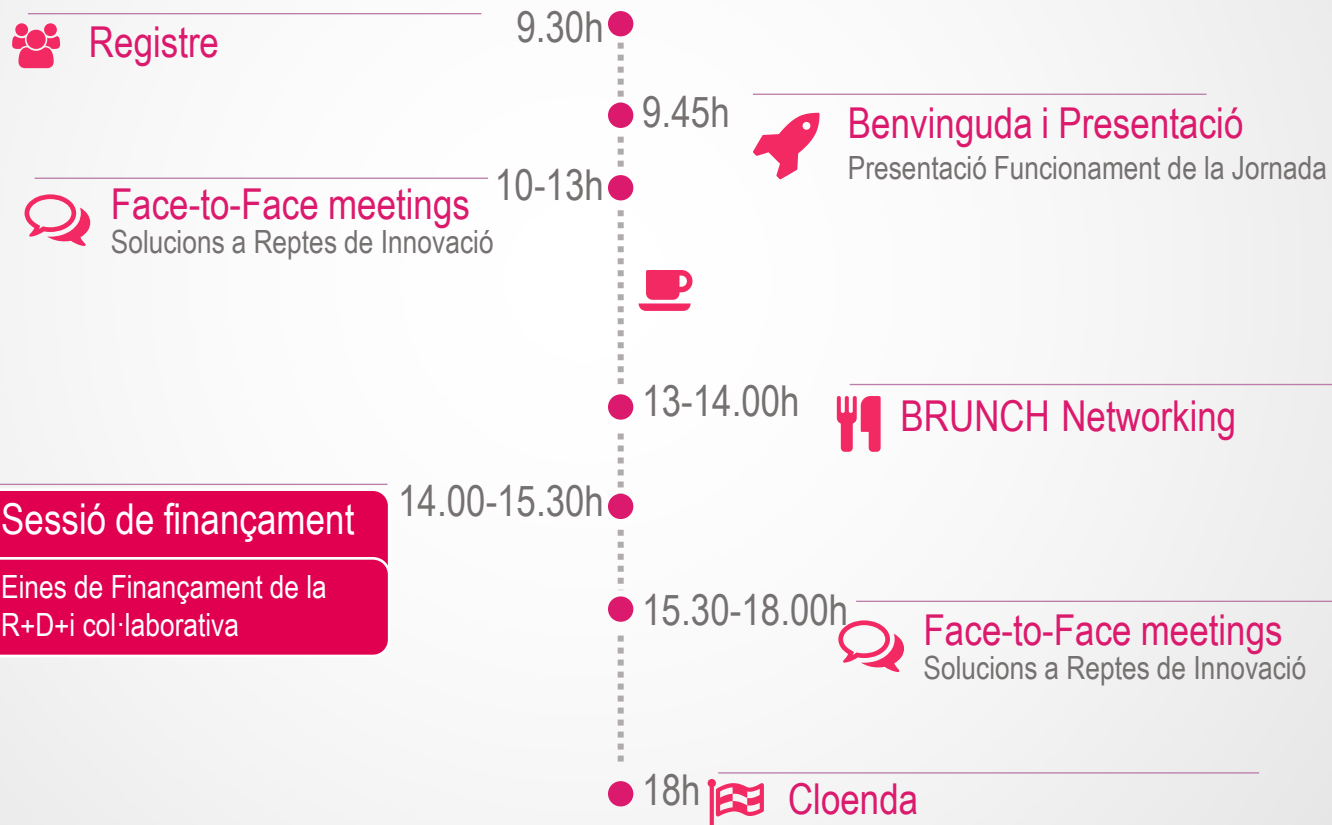 9.30h
Registre
9.45h
Benvinguda i Presentació
Presentació Funcionament de la Jornada
10-13h
Face-to-Face meetings
Solucions a Reptes de Innovació
13-14.00h
BRUNCH Networking
14.00-15.30h
Sessió de finançament
Eines de Finançament de la
R+D+i col·laborativa
15.30-18.00h
Face-to-Face meetings
Solucions a Reptes de Innovació
18h
Cloenda